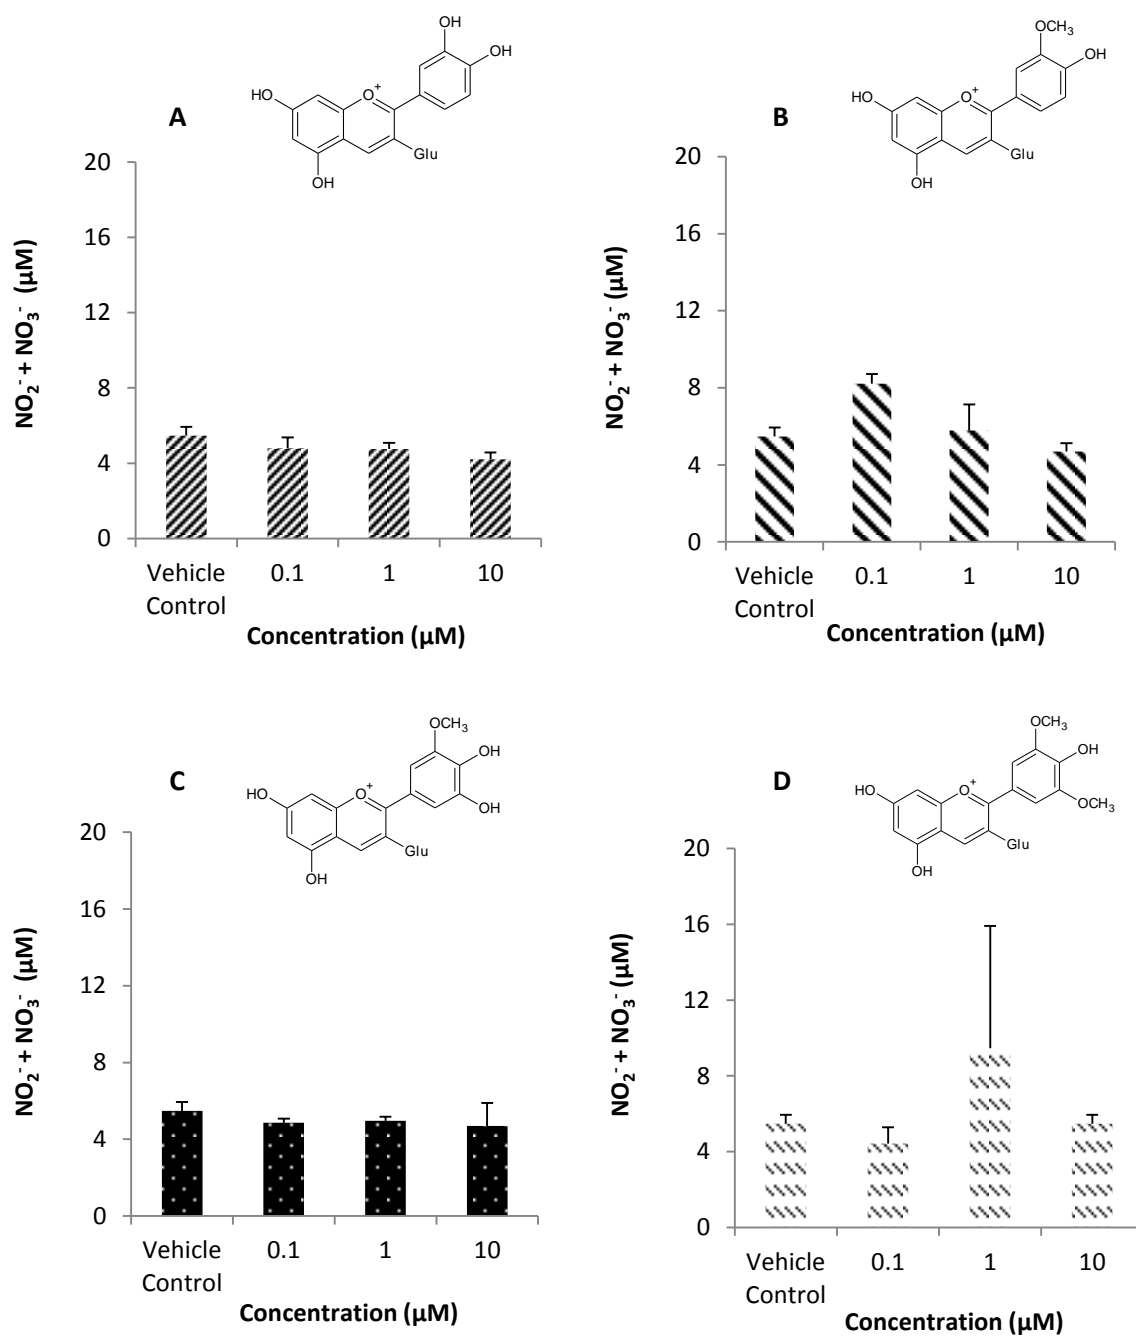 A
OH
OH
HO
O+
Glu
OH
20
16
12
8
4
0
NO2- + NO3- (µM)
Vehicle Control
0.1
1
10
Concentration (µM)
B
OCH3
OH
HO
O+
Glu
OH
20
16
12
8
4
0
NO2- + NO3- (µM)
Vehicle Control
0.1
1
10
Concentration (µM)
C
OCH3
OH
OH
HO
O+
Glu
OH
20
16
12
8
4
0
NO2- + NO3- (µM)
Vehicle Control
0.1
1
10
Concentration (µM)
D
OCH3
OH
OCH3
HO
O+
Glu
OH
20
16
12
8
4
0
NO2- + NO3- (µM)
Vehicle Control
0.1
1
10
Concentration (µM)